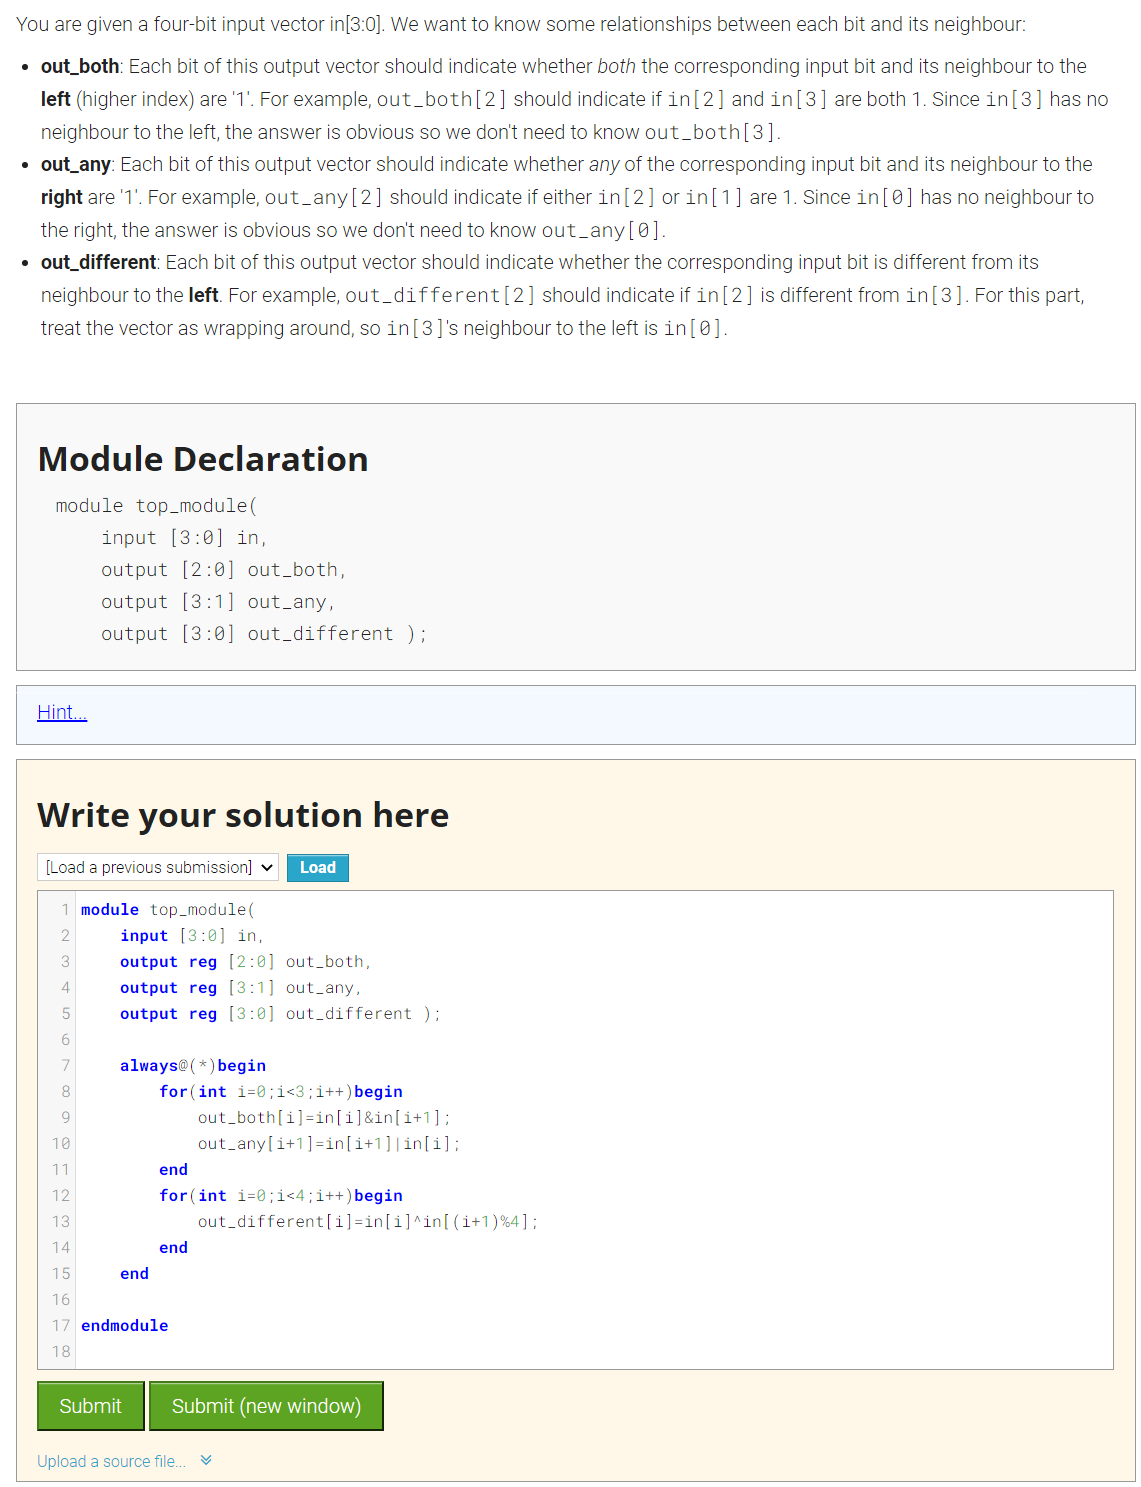 You are given a four-bit input vector in[3:0]. We want to know some relationships between each bit and its neighbour:
• out_both: Each bit of this output vector should indicate whether both the corresponding input bit and its neighbour to the
left (higher index) are '1'. For example, out_both[2] should indicate if in[2] and in[3] are both 1. Since in[3] has no
neighbour to the left, the answer is obvious so we don't need to know out_both[3].
• out_any: Each bit of this output vector should indicate whether any of the corresponding input bit and its neighbour to the
right are '1'. For example, out_any[2] should indicate if either in[2] or in[1] are 1. Since in[0] has no neighbour to
the right, the answer is obvious so we don't need to know out_any[0].
• out_different: Each bit of this output vector should indicate whether the corresponding input bit is different from its
neighbour to the left. For example, out_different[2] should indicate if in[2] is different from in[3]. For this part,
treat the vector as wrapping around, so in[3]'s neighbour to the left is in[0].
Module Declaration
module top_module(
    input [3:0] in,
    output [2:0] out_both,
    output [3:1] out_any,
    output [3:0] out_different );
Hint...
Write your solution here
[Load a previous submission] Load
1 module top_module(
2     input [3:0] in,
3     output reg [2:0] out_both,
4     output reg [3:1] out_any,
5     output reg [3:0] out_different );
6
7     always@(*)begin
8         for(int i=0;i<3;i++)begin
9             out_both[i]=in[i]&in[i+1];
10             out_any[i+1]=in[i+1]|in[i];
11         end
12         for(int i=0;i<4;i++)begin
13             out_different[i]=in[i]^in[(i+1)%4];
14         end
15     end
16
17 endmodule
18
Submit Submit (new window)
Upload a source file...